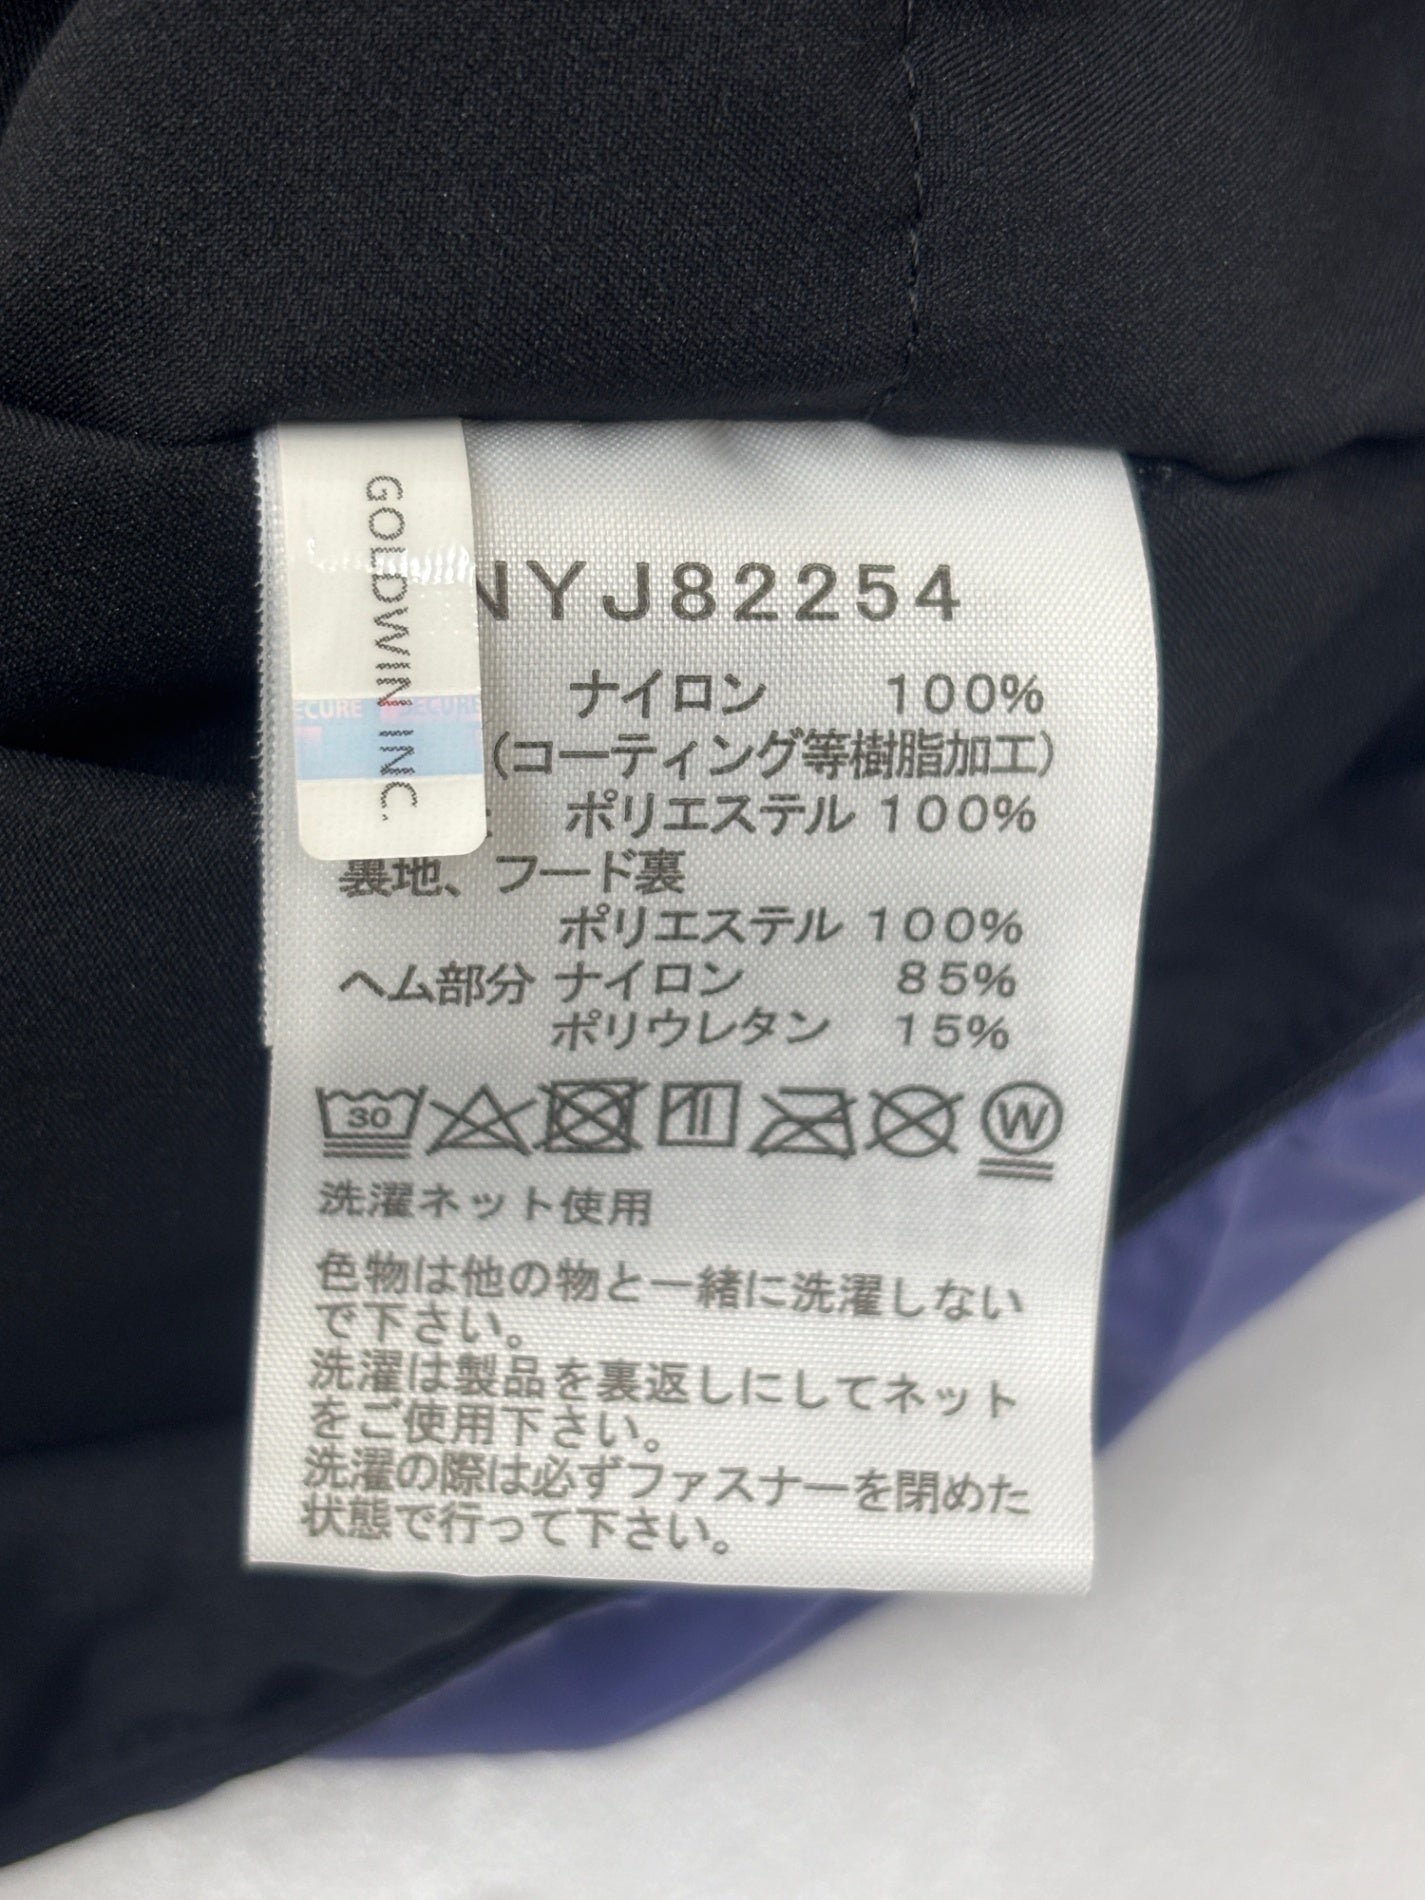 GOLDWIN INC.
ECURE ECURE
NYJ82254
ナイロン 100%
(コーティング等樹脂加工)
ポリエステル 100%
裏地、フード裏
ポリエステル 100%
ヘム部分 ナイロン 85%
ポリウレタン 15%
30
W
洗濯ネット使用
色物は他の物と一緒に洗濯しない
で下さい。
洗濯は製品を裏返しにしてネット
をご使用下さい。
洗濯の際は必ずファスナーを閉めた
状態で行って下さい。